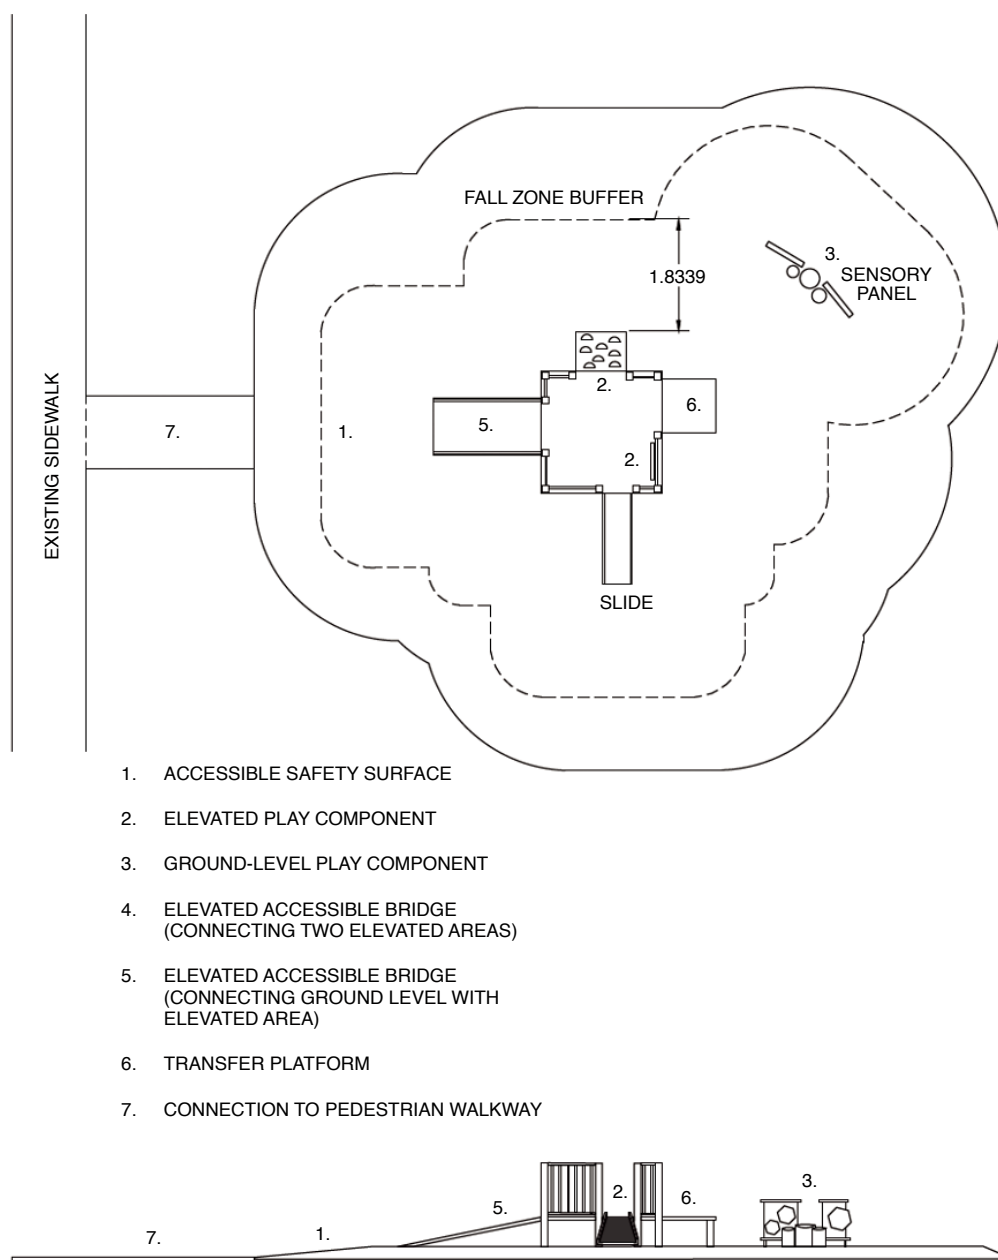 FALL ZONE BUFFER
1.8339
3.
SENSORY
PANEL
2.
6.
5.
7.
1.
2.
EXISTING SIDEWALK
SLIDE
1. ACCESSIBLE SAFETY SURFACE
2. ELEVATED PLAY COMPONENT
3. GROUND-LEVEL PLAY COMPONENT
4. ELEVATED ACCESSIBLE BRIDGE
(CONNECTING TWO ELEVATED AREAS)
5. ELEVATED ACCESSIBLE BRIDGE
(CONNECTING GROUND LEVEL WITH
ELEVATED AREA)
6. TRANSFER PLATFORM
7. CONNECTION TO PEDESTRIAN WALKWAY
7.
1.
5.
2.
6.
3.